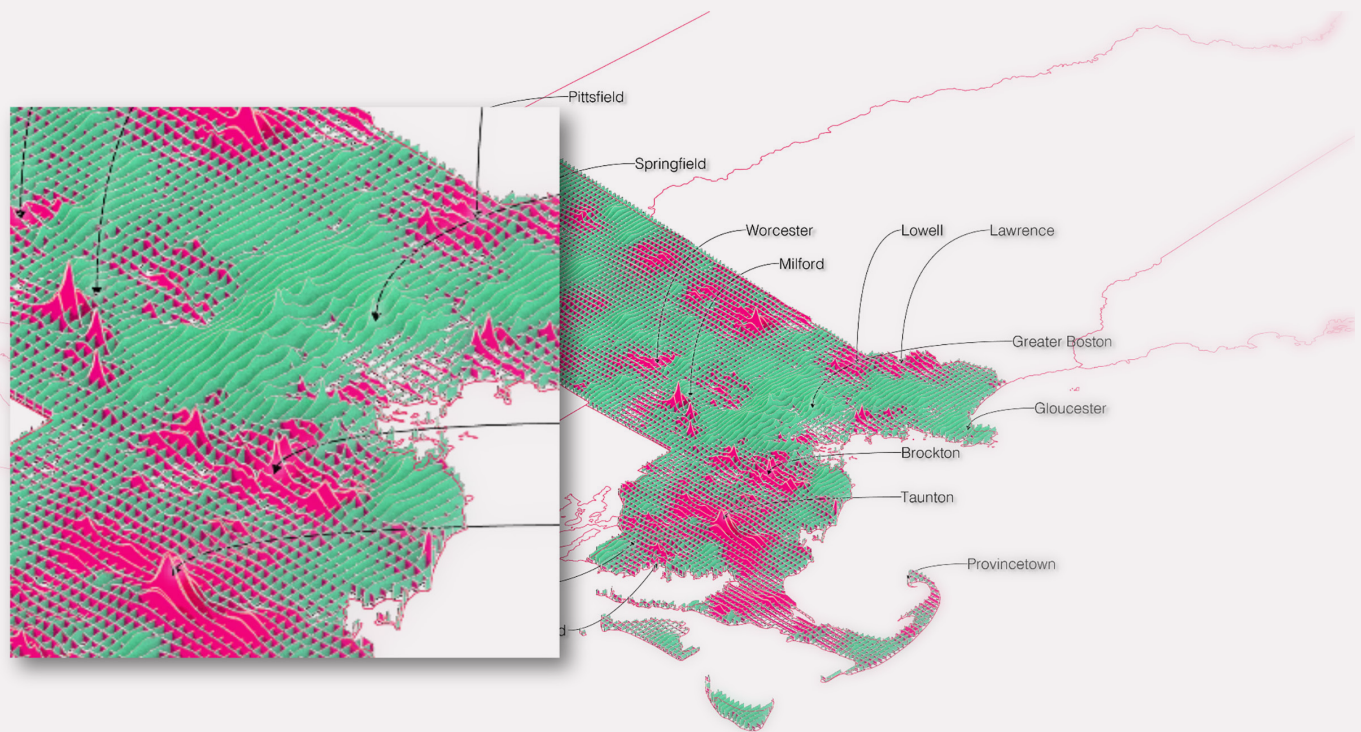 Pittsfield
Springfield
Worcester
Lowell
Lawrence
Milford
Greater Boston
Gloucester
Brockton
Taunton
Provincetown